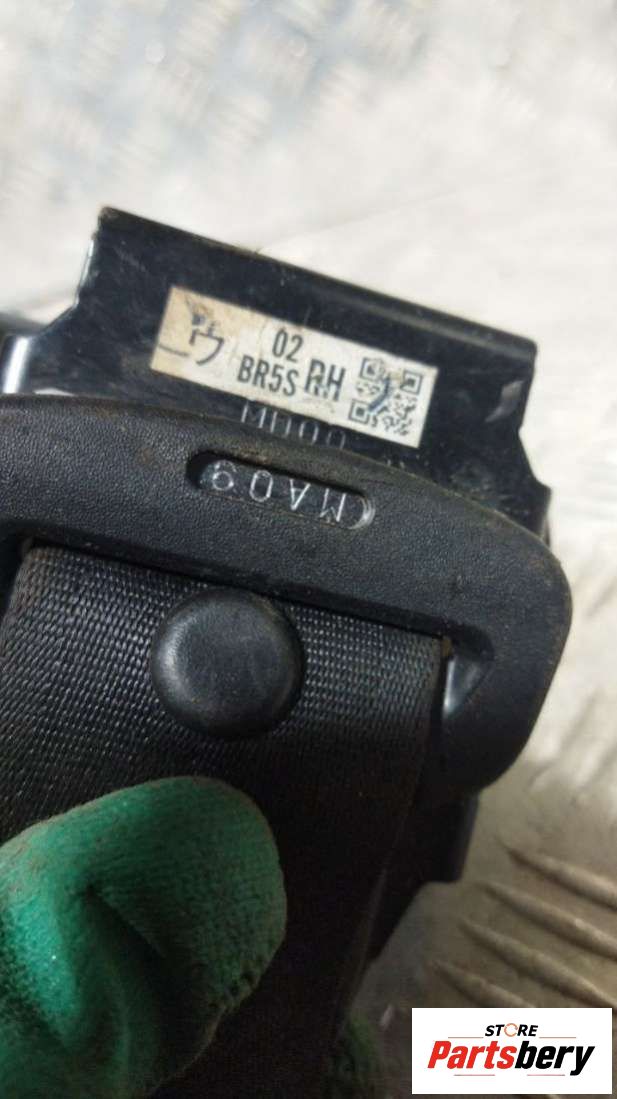 ウ
02
BR5S RH
MA09
STORE
Partsbery